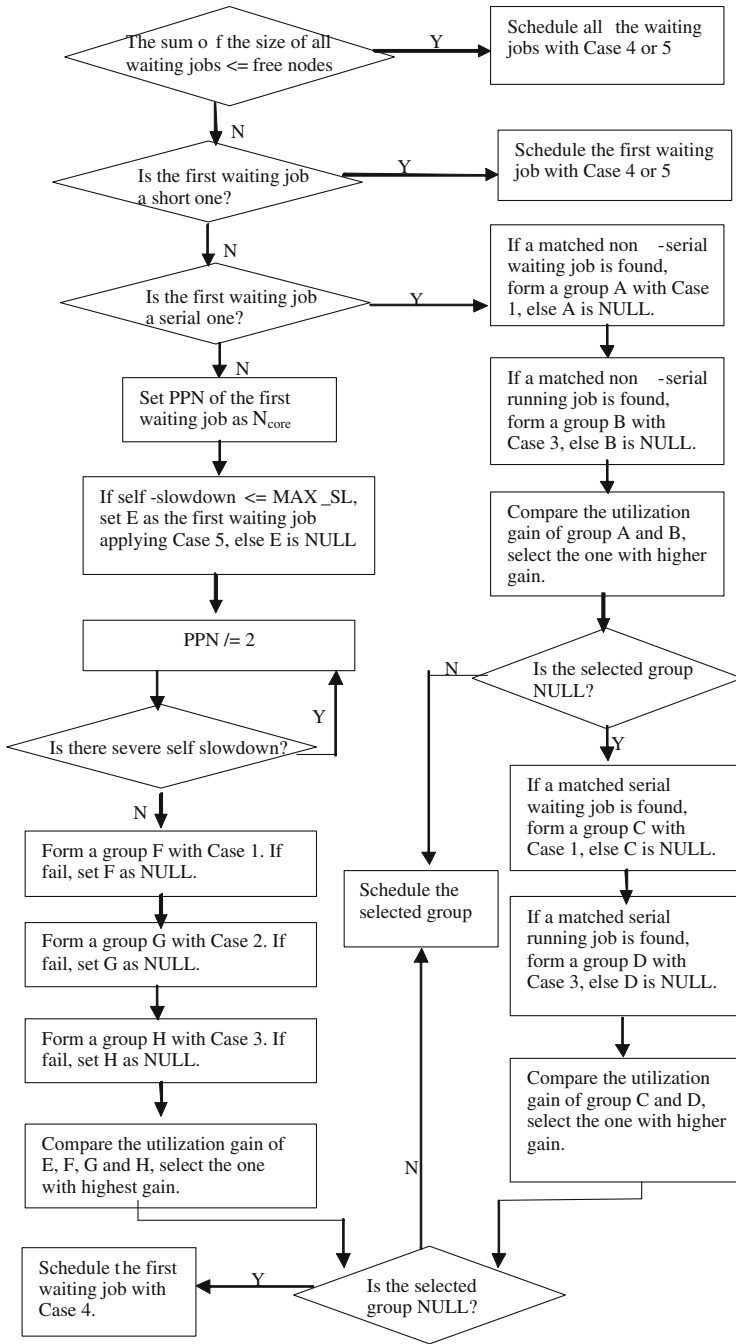 The sum o f the size of all
waiting jobs <= free nodes
Y
Schedule all the waiting
jobs with Case 4 or 5
N
Is the first waiting job
a short one?
Y
Schedule the first waiting
job with Case 4 or 5
N
Is the first waiting job
a serial one?
Y
If a matched non -serial
waiting job is found,
form a group A with Case
1, else A is NULL.
N
Set PPN of the first
waiting job as Ncore
If a matched non -serial
running job is found,
form a group B with
Case 3, else B is NULL.
If self -slowdown <= MAX _SL,
set E as the first waiting job
applying Case 5, else E is NULL
Compare the utilization
gain of group A and B,
select the one with higher
gain.
PPN /= 2
Is the selected group
NULL?
N
Y
Is there severe self slowdown?
Y
N
If a matched serial
waiting job is found,
form a group C with
Case 1, else C is NULL.
Form a group F with Case 1. If
fail, set F as NULL.
Schedule the
selected group
If a matched serial
running job is found,
form a group D with
Case 3, else D is NULL.
Form a group G with Case 2. If
fail, set G as NULL.
Form a group H with Case 3. If
fail, set H as NULL.
Compare the utilization
gain of group C and D,
select the one with higher
gain.
Compare the utilization gain of
E, F, G and H, select the one
with highest gain.
N
Is the selected
group NULL?
Y
Schedule the first
waiting job with
Case 4.